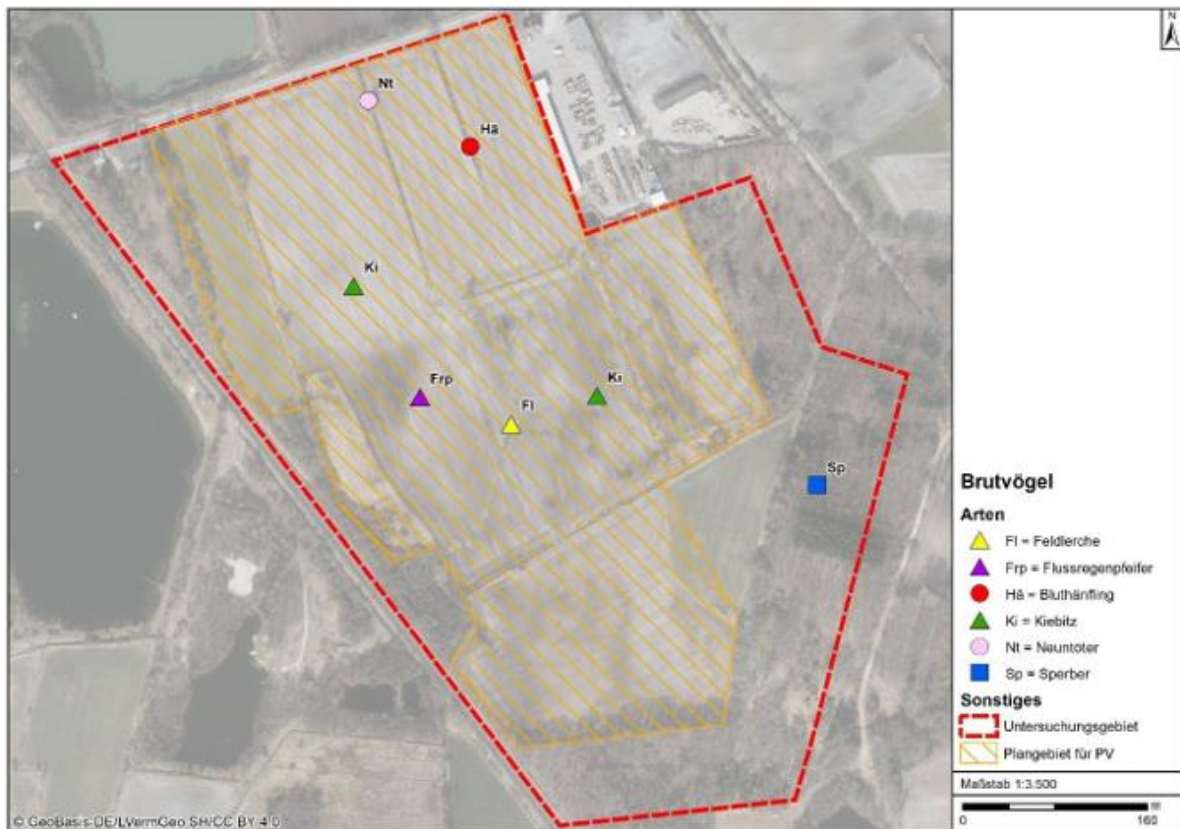 N
Nt
Hä
Ki
Frp
Fl
Ki
Sp
Brutvögel
Arten
Fl = Feldlerche
Frp = Flussregenpfeifer
Hä = Bluthänfling
Ki = Kiebitz
Nt = Neuntöter
Sp = Sperber
Sonstiges
Untersuchungsgebiet
Plangebiet für PV
Maßstab 1:3.500
m
0 160
© GeoBasis-DE/LVermGeo SH/CC BY 4.0